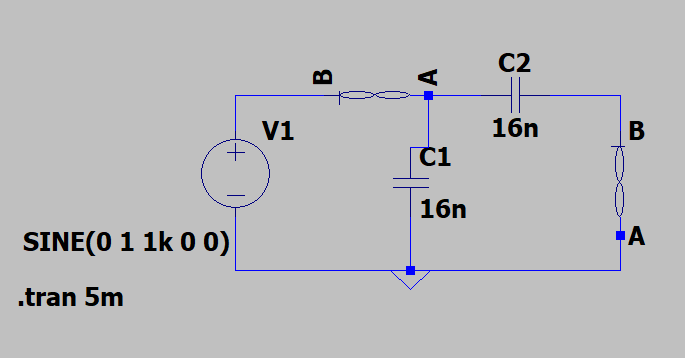 C2
B
A
V1
16n
B
C1
16n
SINE(0 1 1k 0 0)
A
.tran 5m